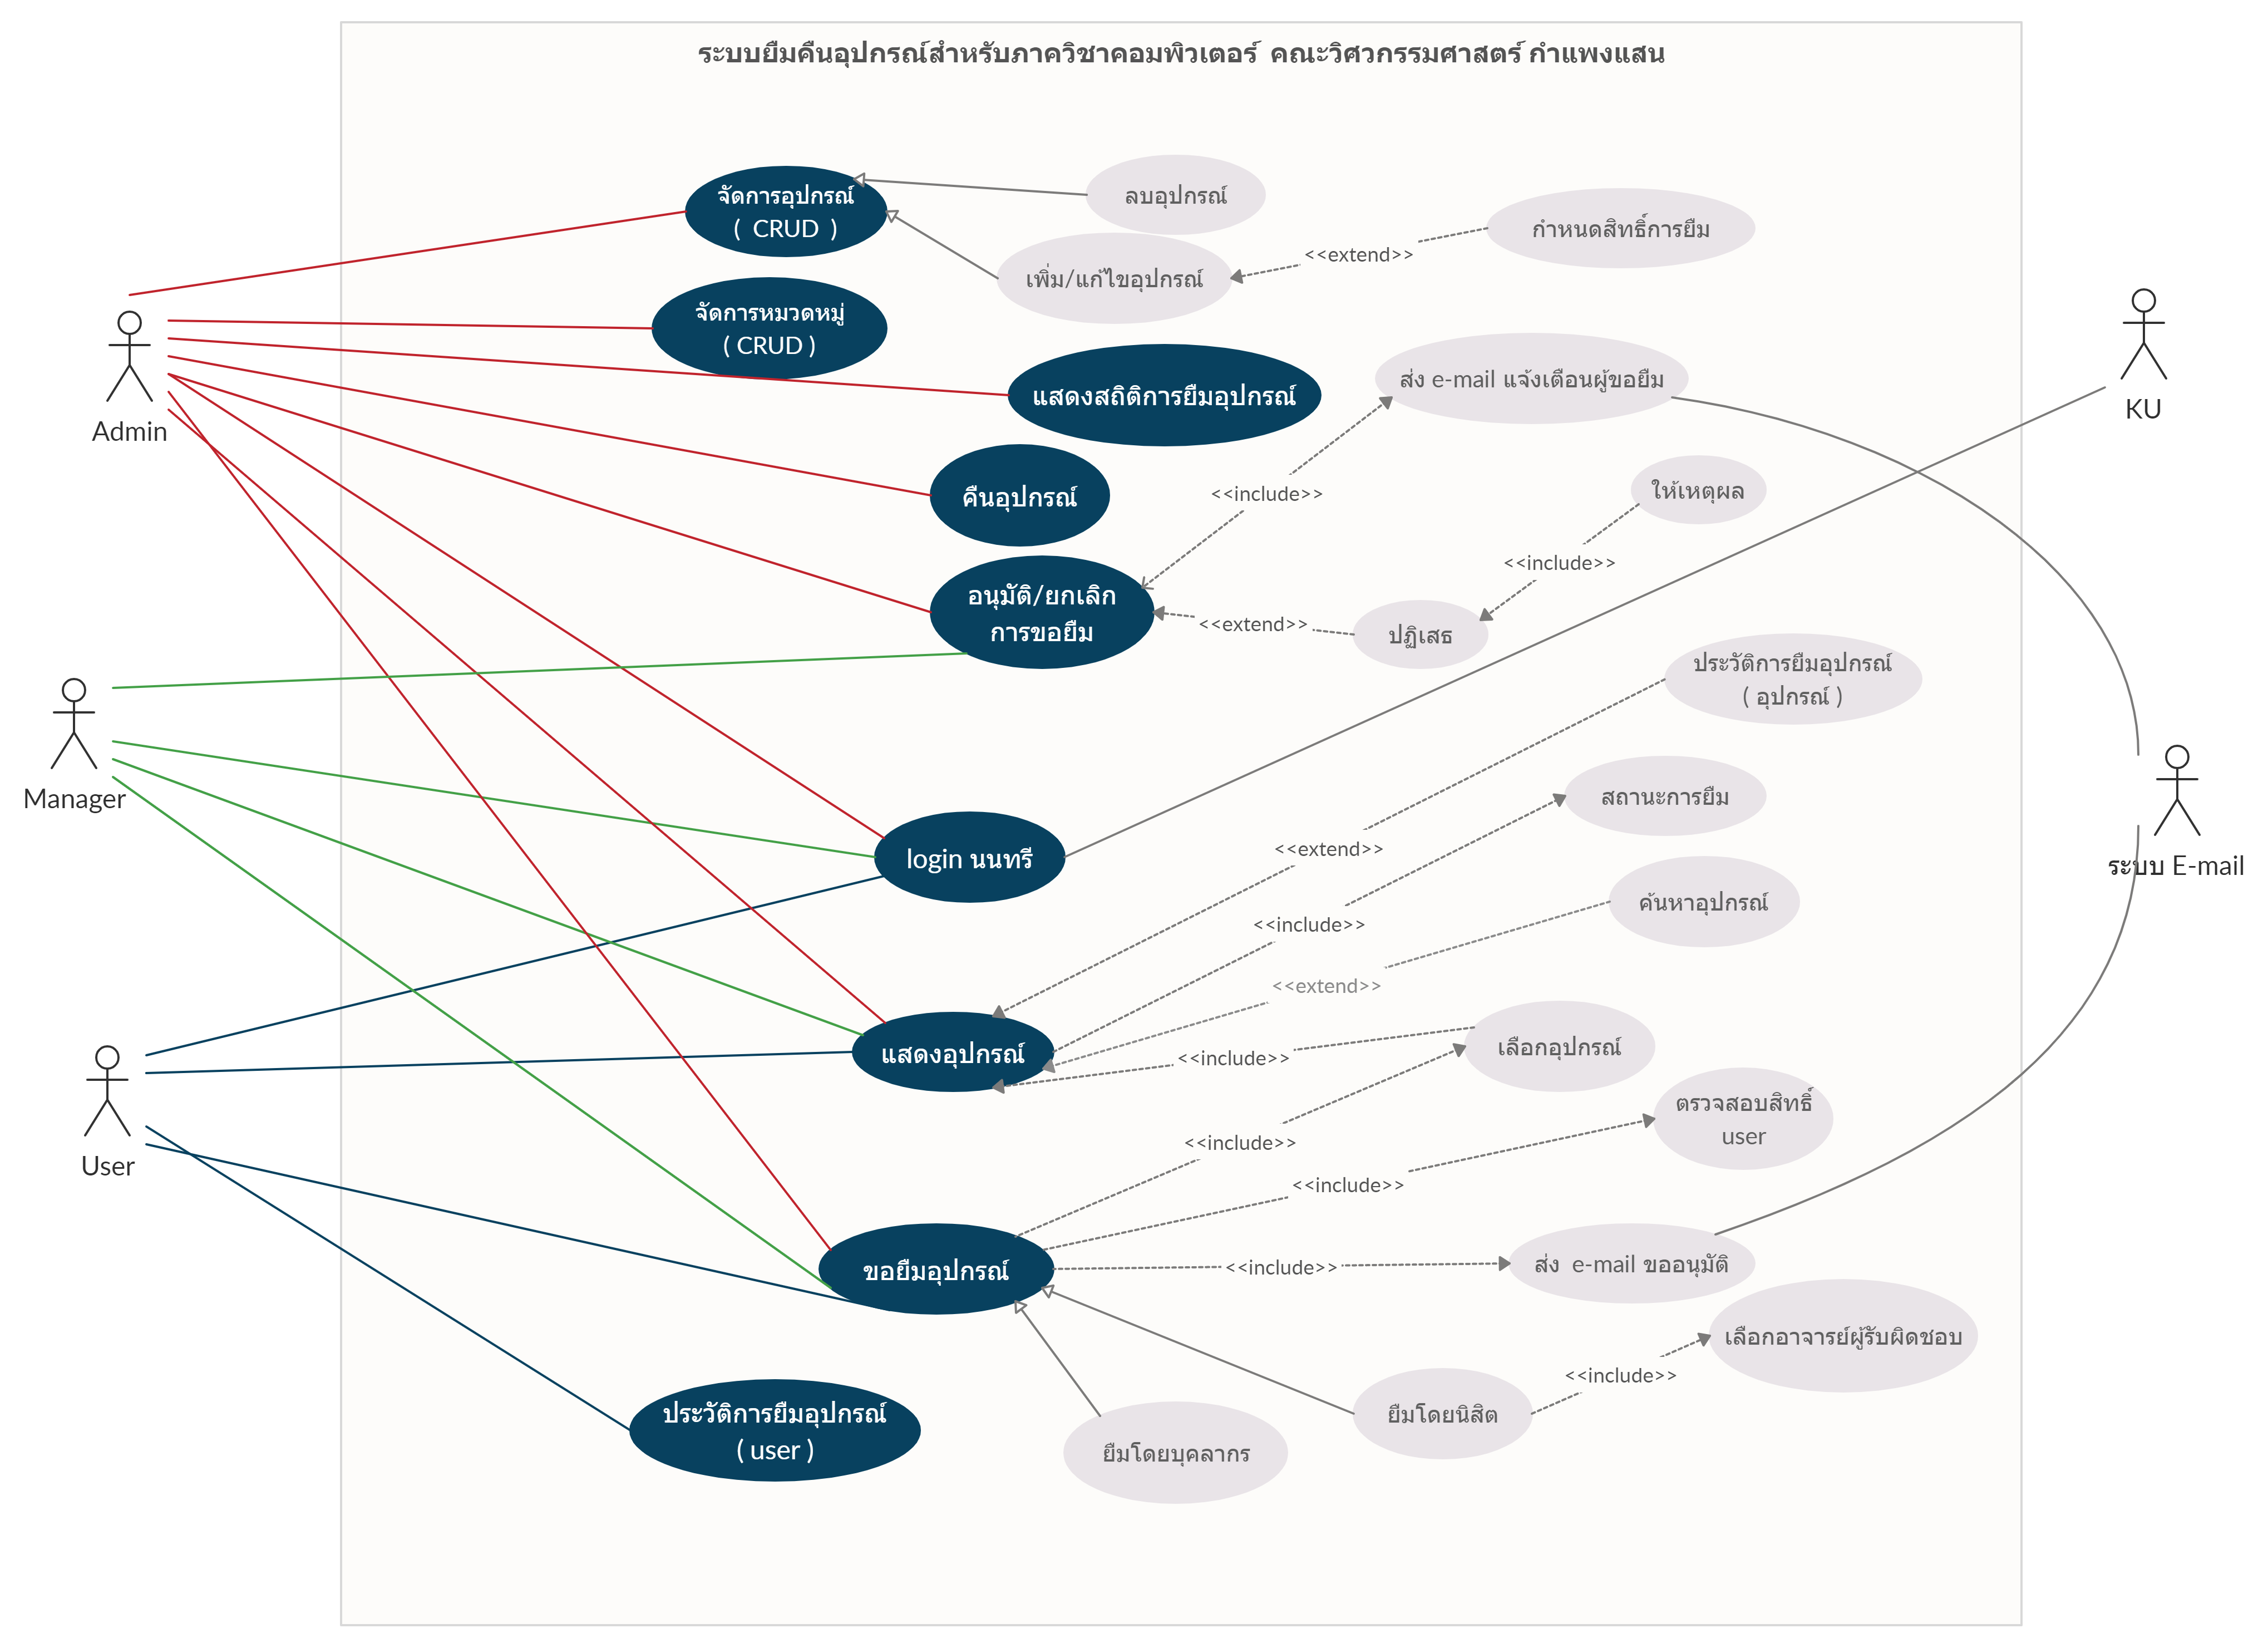 ระบบยืมคืนอุปกรณ์สำหรับภาควิชาคอมพิวเตอร์ คณะวิศวกรรมศาสตร์ กำแพงแสน
จัดการอุปกรณ์
( CRUD )
ลบอุปกรณ์
กำหนดสิทธิ์การยืม
<<extend>>
เพิ่ม/แก้ไขอุปกรณ์
จัดการหมวดหมู่
( CRUD )
Admin
แสดงสถิติการยืมอุปกรณ์
ส่ง e-mail แจ้งเตือนผู้ขอยืม
KU
คืนอุปกรณ์
<<include>>
ให้เหตุผล
<<include>>
อนุมัติ/ยกเลิก
การขอยืม
<<extend>>
ปฏิเสธ
ประวัติการยืมอุปกรณ์
( อุปกรณ์ )
Manager
สถานะการยืม
<<extend>>
login นนทรี
ระบบ E-mail
<<include>>
ค้นหาอุปกรณ์
<<extend>>
แสดงอุปกรณ์
<<include>>
เลือกอุปกรณ์
User
<<include>>
ตรวจสอบสิทธิ์
user
<<include>>
ขอยืมอุปกรณ์
<<include>>
ส่ง e-mail ขออนุมัติ
เลือกอาจารย์ผู้รับผิดชอบ
<<include>>
ประวัติการยืมอุปกรณ์
( user )
ยืมโดยนิสิต
ยืมโดยบุคลากร